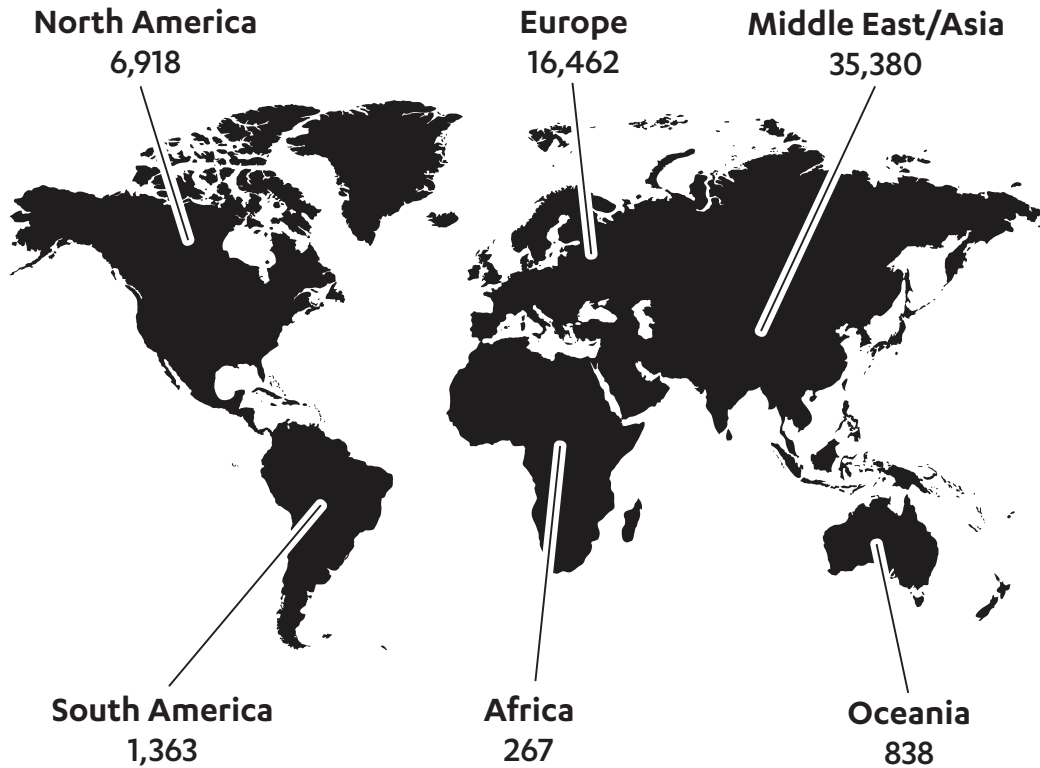 North America
6,918
Europe
16,462
Middle East/Asia
35,380
South America
1,363
Africa
267
Oceania
838